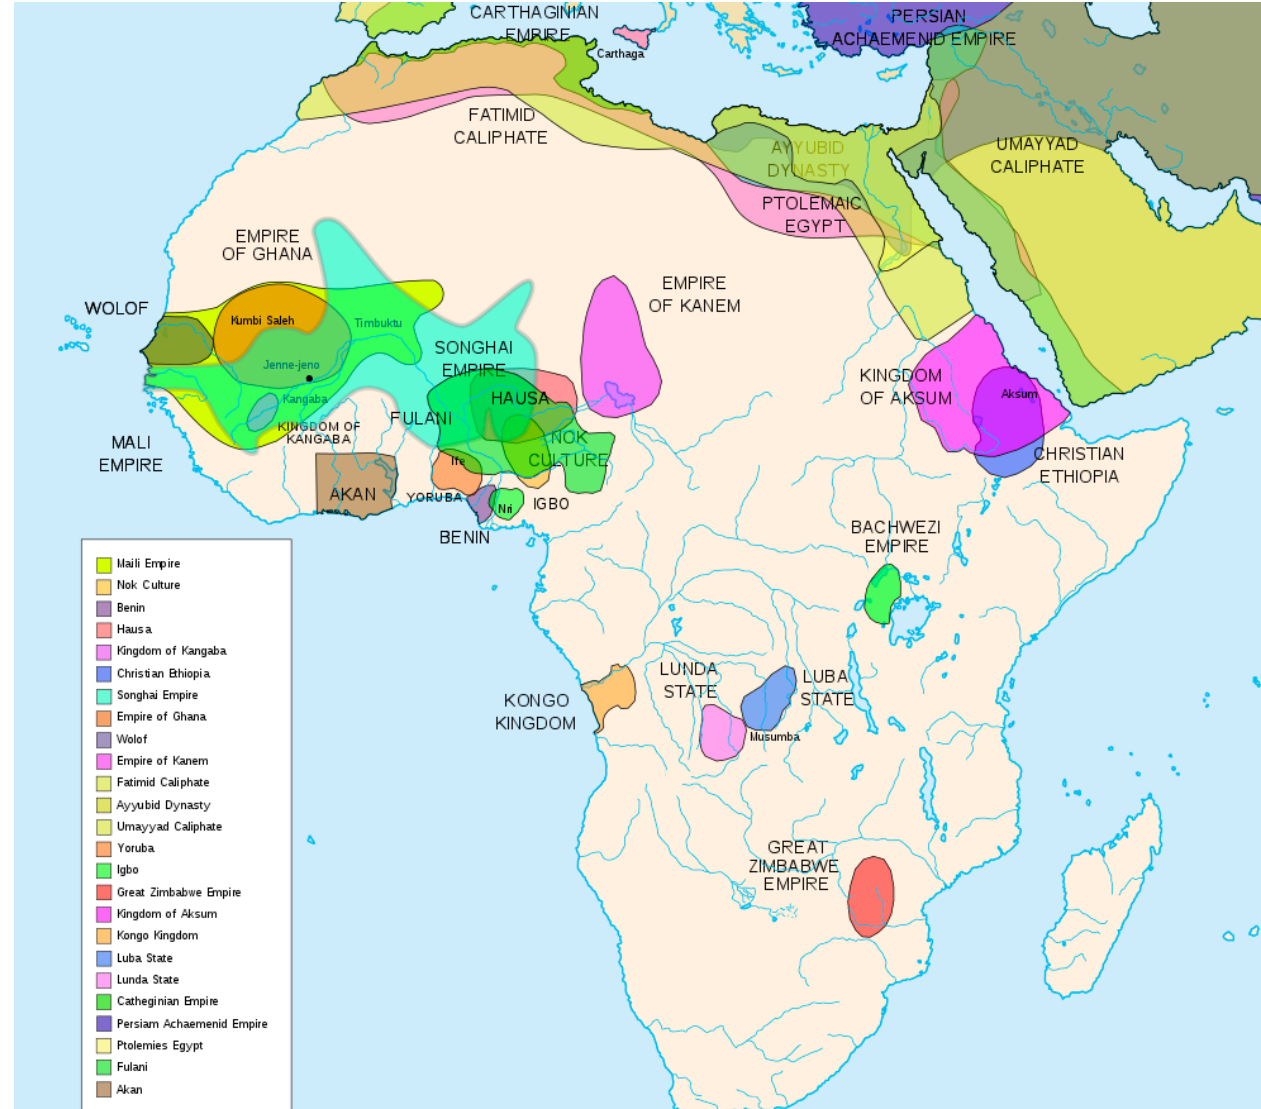 CARTHAGINIAN
EMPIRE
Carthaga
PERSIAN
ACHAEMENID EMPIRE
FATIMID
CALIPHATE
AYYUBID
DYNASTY
UMAYYAD
CALIPHATE
PTOLEMAIC
EGYPT
EMPIRE
OF GHANA
EMPIRE
OF KANEM
WOLOF
Kumbi Saleh
Timbuktu
SONGHAI
EMPIRE
Jenne-jeno
Kangaba
KINGDOM OF
KANGABA
FULANI
HAUSA
KINGDOM
OF AKSUM
Aksum
MALI
EMPIRE
NOK
CULTURE
CHRISTIAN
ETHIOPIA
Ife
AKAN
YORUBA
Nri
IGBO
BENIN
BACHWEZI
EMPIRE
LUNDA
STATE
LUBA
STATE
KONGO
KINGDOM
Musumba
GREAT
ZIMBABWE
EMPIRE
Maili Empire
Nok Culture
Benin
Hausa
Kingdom of Kangaba
Christian Ethiopia
Songhai Empire
Empire of Ghana
Wolof
Empire of Kanem
Fatimid Caliphate
Ayyubid Dynasty
Umayyad Caliphate
Yoruba
Igbo
Great Zimbabwe Empire
Kingdom of Aksum
Kongo Kingdom
Luba State
Lunda State
Catheginian Empire
Persiam Achaemenid Empire
Ptolemies Egypt
Fulani
Akan